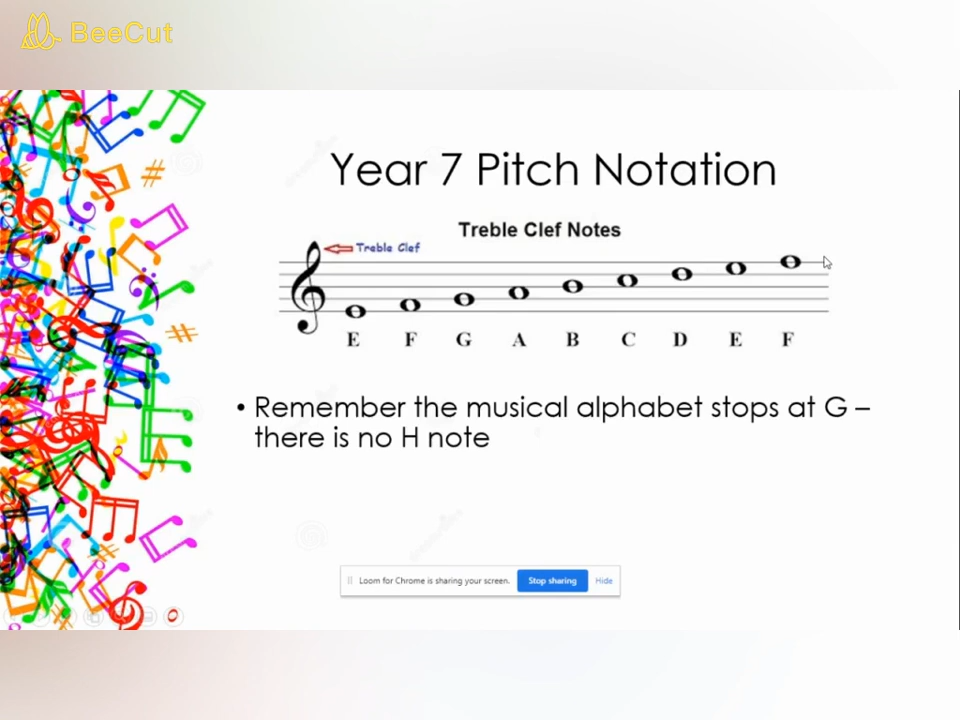 BeeCut
Year 7 Pitch Notation
Treble Clef Notes
Treble Clef
E F G A B C D E F
• Remember the musical alphabet stops at G –
there is no H note
Loom for Chrome is sharing your screen. Stop sharing Hide